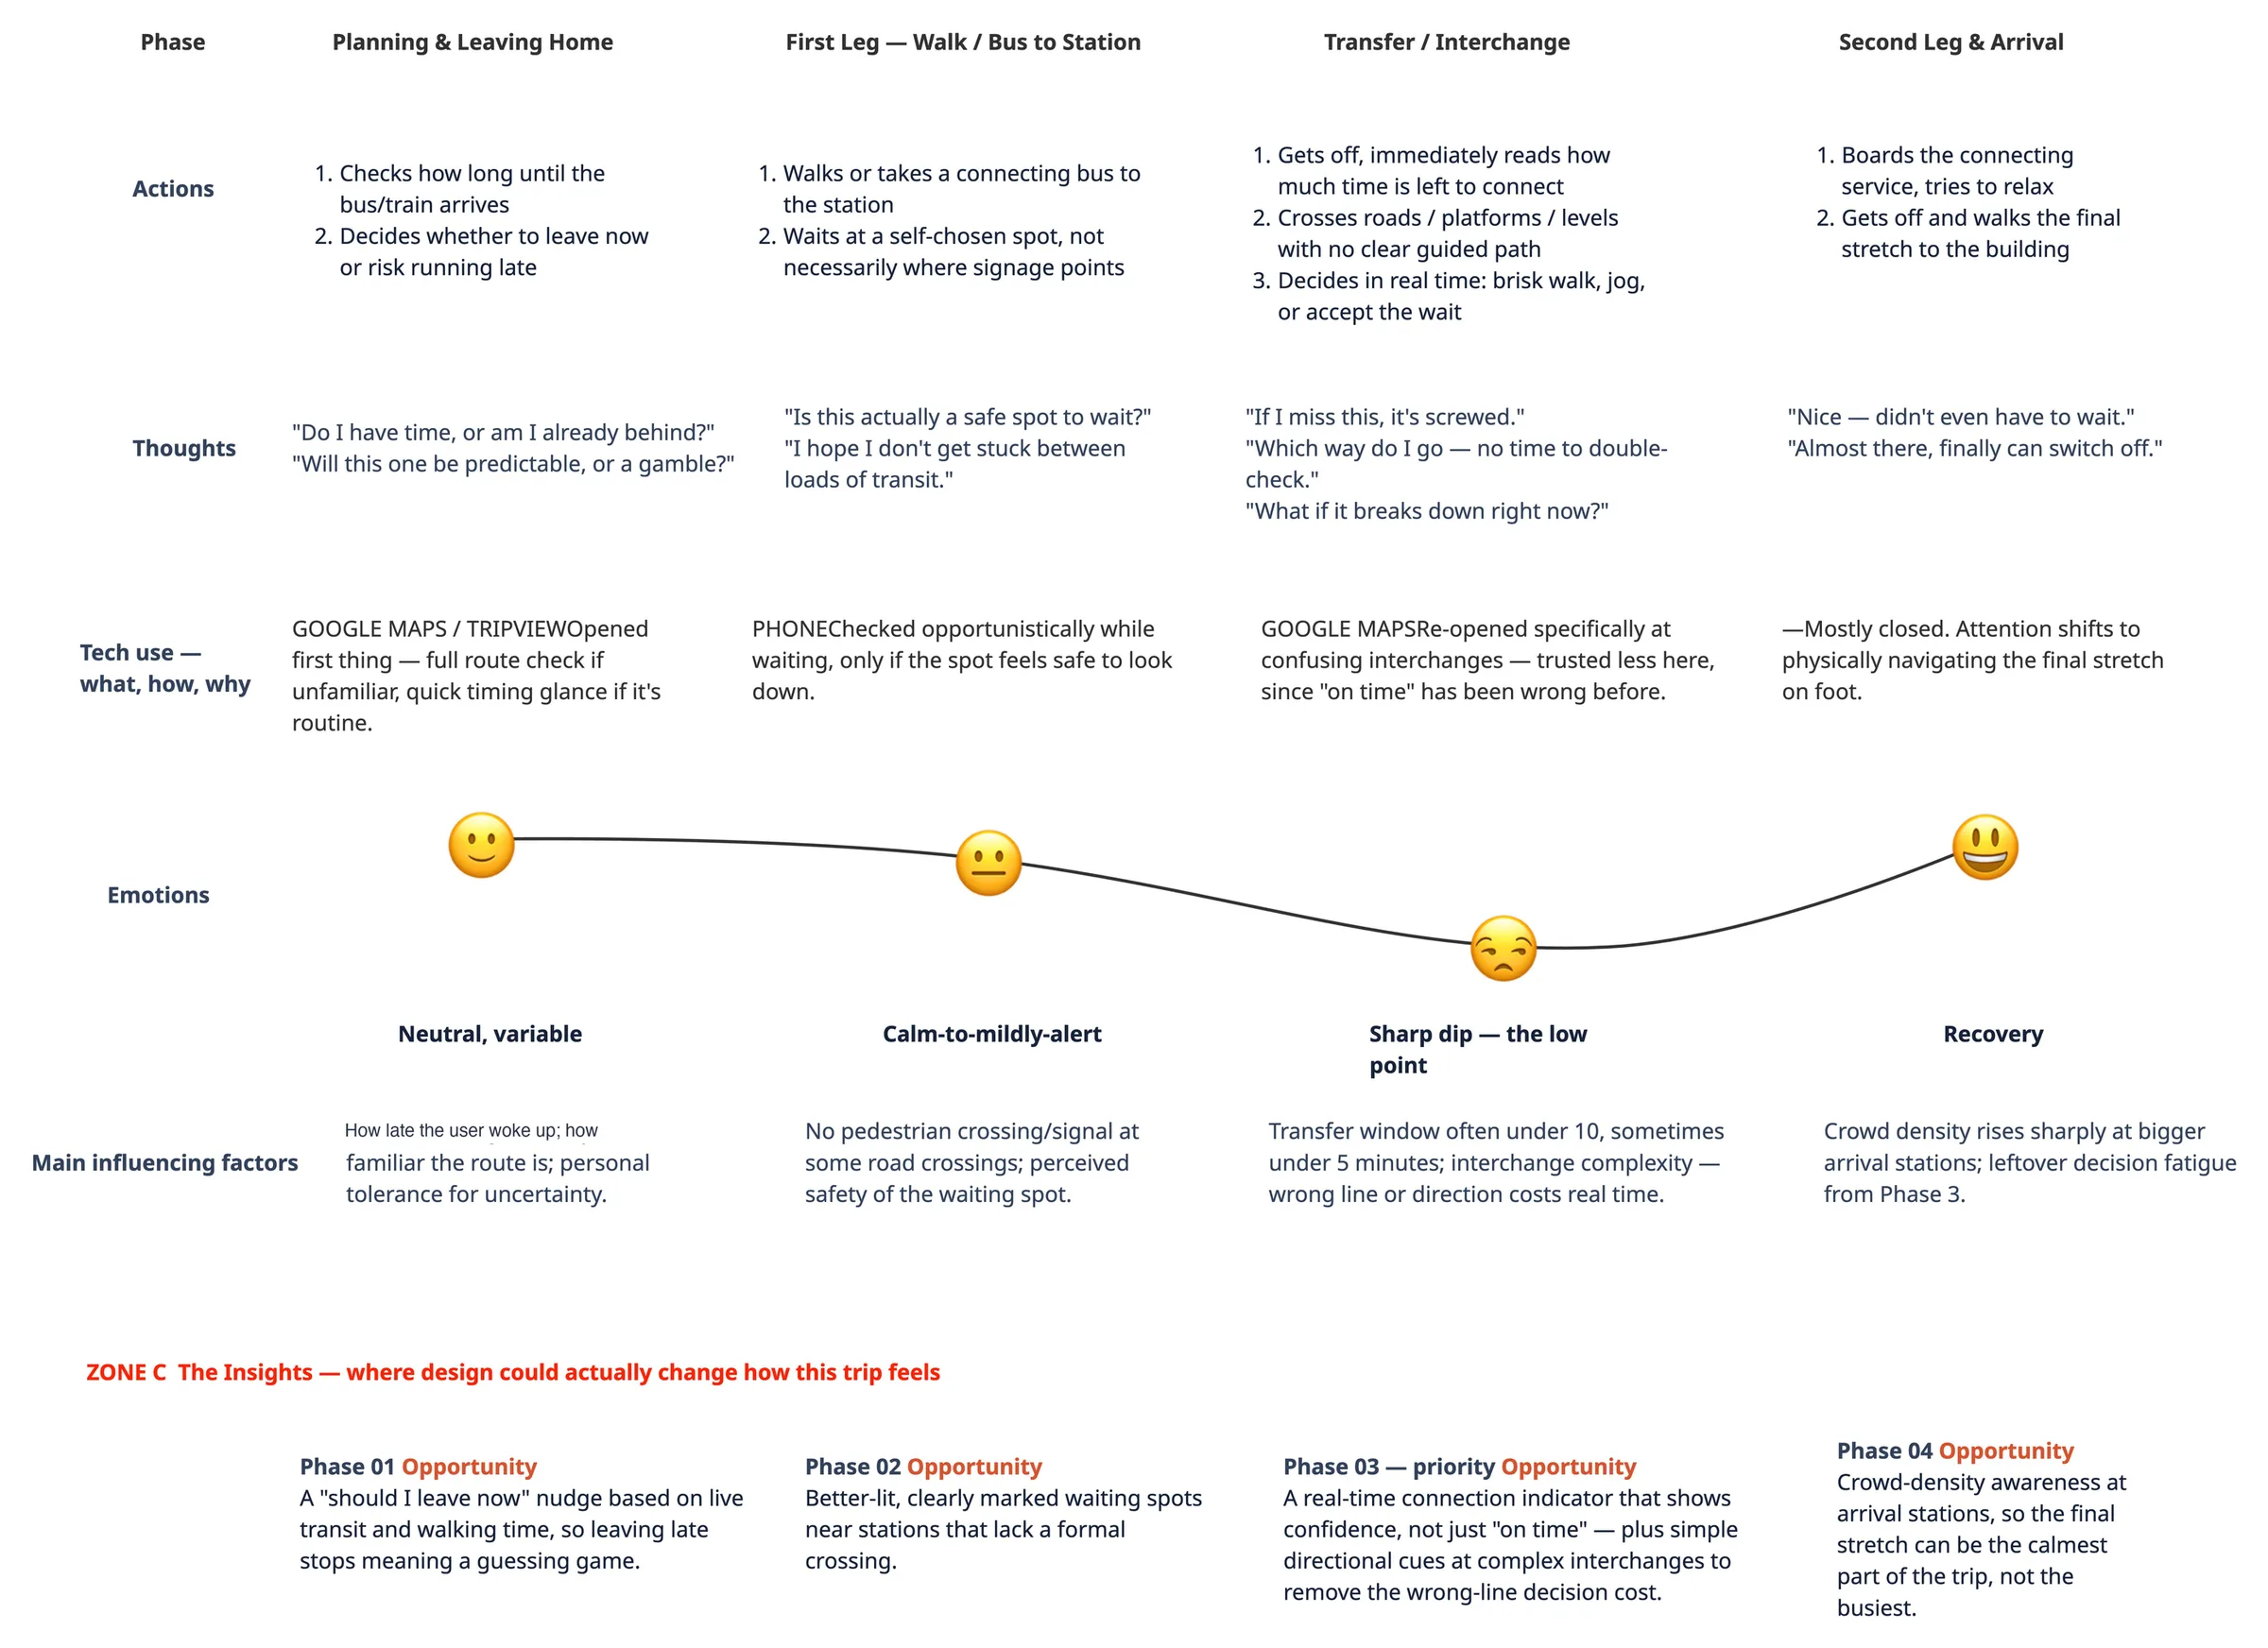 Phase
Planning & Leaving Home
First Leg — Walk / Bus to Station
Transfer / Interchange
Second Leg & Arrival
Actions
1. Checks how long until the
bus/train arrives
2. Decides whether to leave now
or risk running late
1. Walks or takes a connecting bus to
the station
2. Waits at a self-chosen spot, not
necessarily where signage points
1. Gets off, immediately reads how
much time is left to connect
2. Crosses roads / platforms / levels
with no clear guided path
3. Decides in real time: brisk walk, jog,
or accept the wait
1. Boards the connecting
service, tries to relax
2. Gets off and walks the final
stretch to the building
Thoughts
"Do I have time, or am I already behind?"
"Will this one be predictable, or a gamble?"
"Is this actually a safe spot to wait?"
"I hope I don't get stuck between
loads of transit."
"If I miss this, it's screwed."
"Which way do I go — no time to double-
check."
"What if it breaks down right now?"
"Nice — didn't even have to wait."
"Almost there, finally can switch off."
Tech use —
what, how, why
GOOGLE MAPS / TRIPVIEWOpened
first thing — full route check if
unfamiliar, quick timing glance if it's
routine.
PHONEChecked opportunistically while
waiting, only if the spot feels safe to look
down.
GOOGLE MAPSRe-opened specifically at
confusing interchanges — trusted less here,
since "on time" has been wrong before.
—Mostly closed. Attention shifts to
physically navigating the final stretch
on foot.
Emotions
Neutral, variable
Calm-to-mildly-alert
Sharp dip — the low
point
Recovery
Main influencing factors
How late the user woke up; how
familiar the route is; personal
tolerance for uncertainty.
No pedestrian crossing/signal at
some road crossings; perceived
safety of the waiting spot.
Transfer window often under 10, sometimes
under 5 minutes; interchange complexity —
wrong line or direction costs real time.
Crowd density rises sharply at bigger
arrival stations; leftover decision fatigue
from Phase 3.
ZONE C  The Insights — where design could actually change how this trip feels
Phase 01 Opportunity
A "should I leave now" nudge based on live
transit and walking time, so leaving late
stops meaning a guessing game.
Phase 02 Opportunity
Better-lit, clearly marked waiting spots
near stations that lack a formal
crossing.
Phase 03 — priority Opportunity
A real-time connection indicator that shows
confidence, not just "on time" — plus simple
directional cues at complex interchanges to
remove the wrong-line decision cost.
Phase 04 Opportunity
Crowd-density awareness at
arrival stations, so the final
stretch can be the calmest
part of the trip, not the
busiest.